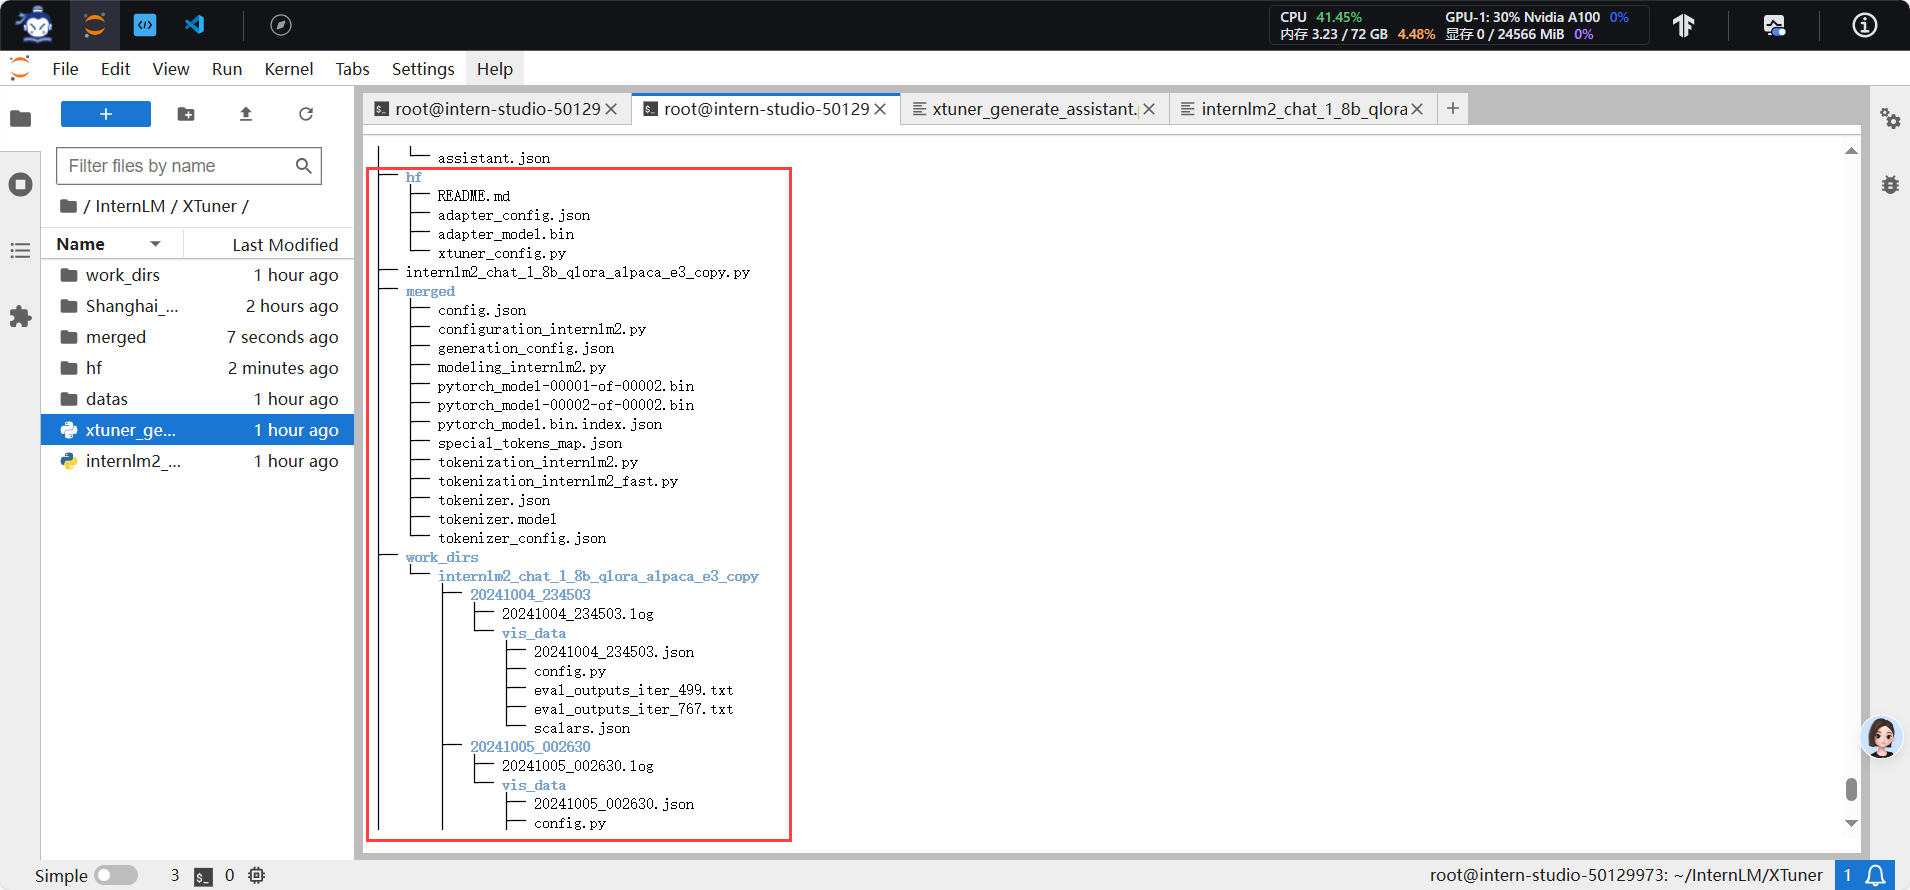 CPU 41.45% GPU-1: 30% Nvidia A100 0%
内存 3.23 / 72 GB 4.48% 显存 0 / 24566 MiB 0%
File Edit View Run Kernel Tabs Settings Help
root@intern-studio-50129 root@intern-studio-50129 xtuner_generate_assistant. internlm2_chat_1_8b_qlora
Filter files by name
/ InternLM / XTuner /
Name Last Modified
work_dirs 1 hour ago
Shanghai_... 2 hours ago
merged 7 seconds ago
hf 2 minutes ago
datas 1 hour ago
xtuner_ge... 1 hour ago
internlm2_... 1 hour ago
assistant.json
hf
README.md
adapter_config.json
adapter_model.bin
xtuner_config.py
internlm2_chat_1_8b_qlora_alpaca_e3_copy.py
merged
config.json
configuration_internlm2.py
generation_config.json
modeling_internlm2.py
pytorch_model-00001-of-00002.bin
pytorch_model-00002-of-00002.bin
pytorch_model.bin.index.json
special_tokens_map.json
tokenization_internlm2.py
tokenization_internlm2_fast.py
tokenizer.json
tokenizer.model
tokenizer_config.json
work_dirs
internlm2_chat_1_8b_qlora_alpaca_e3_copy
20241004_234503
20241004_234503.log
vis_data
20241004_234503.json
config.py
eval_outputs_iter_499.txt
eval_outputs_iter_767.txt
scalars.json
20241005_002630
20241005_002630.log
vis_data
20241005_002630.json
config.py
Simple 3 0 root@intern-studio-50129973: ~/InternLM/XTuner 1